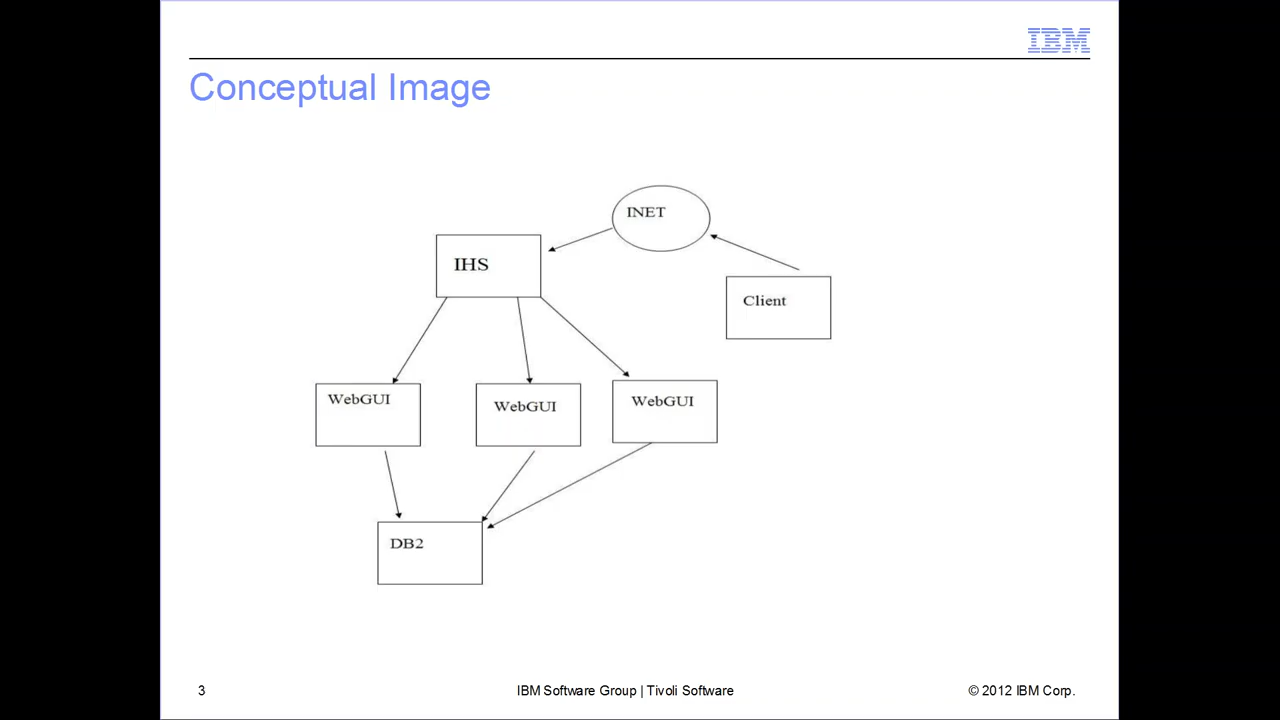 IBM
Conceptual Image
INET
IHS
Client
WebGUI
WebGUI
WebGUI
DB2
3
IBM Software Group | Tivoli Software
© 2012 IBM Corp.